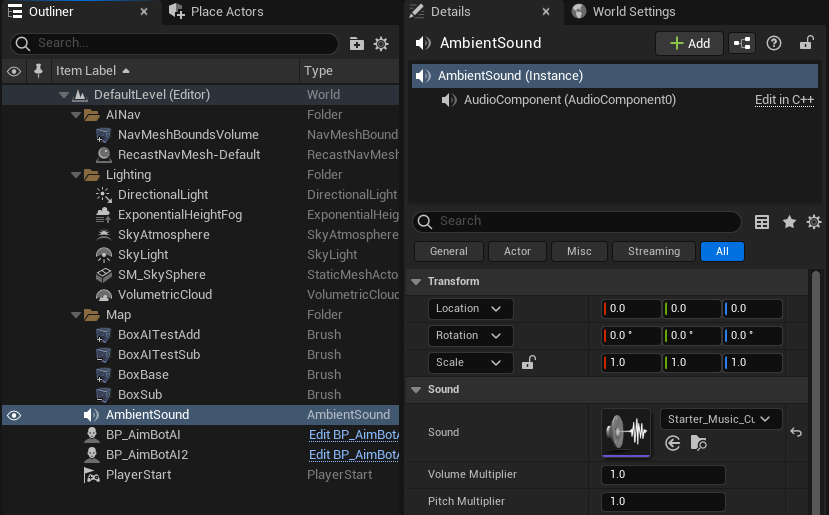 Outliner
Place Actors
Search...
Item Label
Type
DefaultLevel (Editor)
World
AINav
Folder
NavMeshBoundsVolume
NavMeshBound
RecastNavMesh-Default
RecastNavMesh
Lighting
Folder
DirectionalLight
DirectionalLight
ExponentialHeightFog
ExponentialHeig
SkyAtmosphere
SkyAtmosphere
SkyLight
SkyLight
SM_SkySphere
StaticMeshActo
VolumetricCloud
VolumetricCloud
Map
Folder
BoxAITestAdd
Brush
BoxAITestSub
Brush
BoxBase
Brush
BoxSub
Brush
AmbientSound
AmbientSound
BP_AimBotAI
Edit BP_AimBotA
BP_AimBotAI2
Edit BP_AimBotA
PlayerStart
PlayerStart
Details
World Settings
AmbientSound
Add
AmbientSound (Instance)
AudioComponent (AudioComponent0)
Edit in C++
Search
General
Actor
Misc
Streaming
All
Transform
Location
0.0
0.0
0.0
Rotation
0.0 °
0.0 °
0.0 °
Scale
1.0
1.0
1.0
Sound
Sound
Starter_Music_Cu
Volume Multiplier
1.0
Pitch Multiplier
1.0